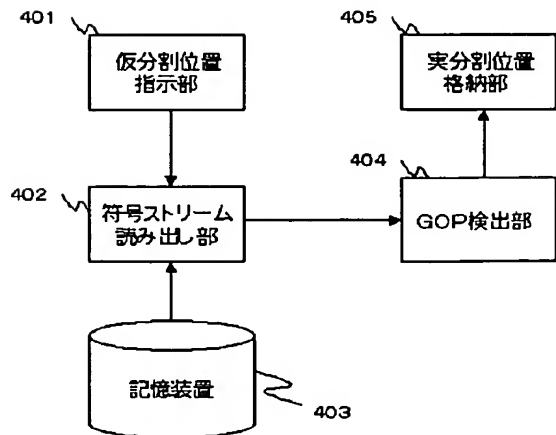 401
仮分割位置
指示部
405
実分割位置
格納部
402
符号ストリーム
読み出し部
404
GOP検出部
記憶装置
403